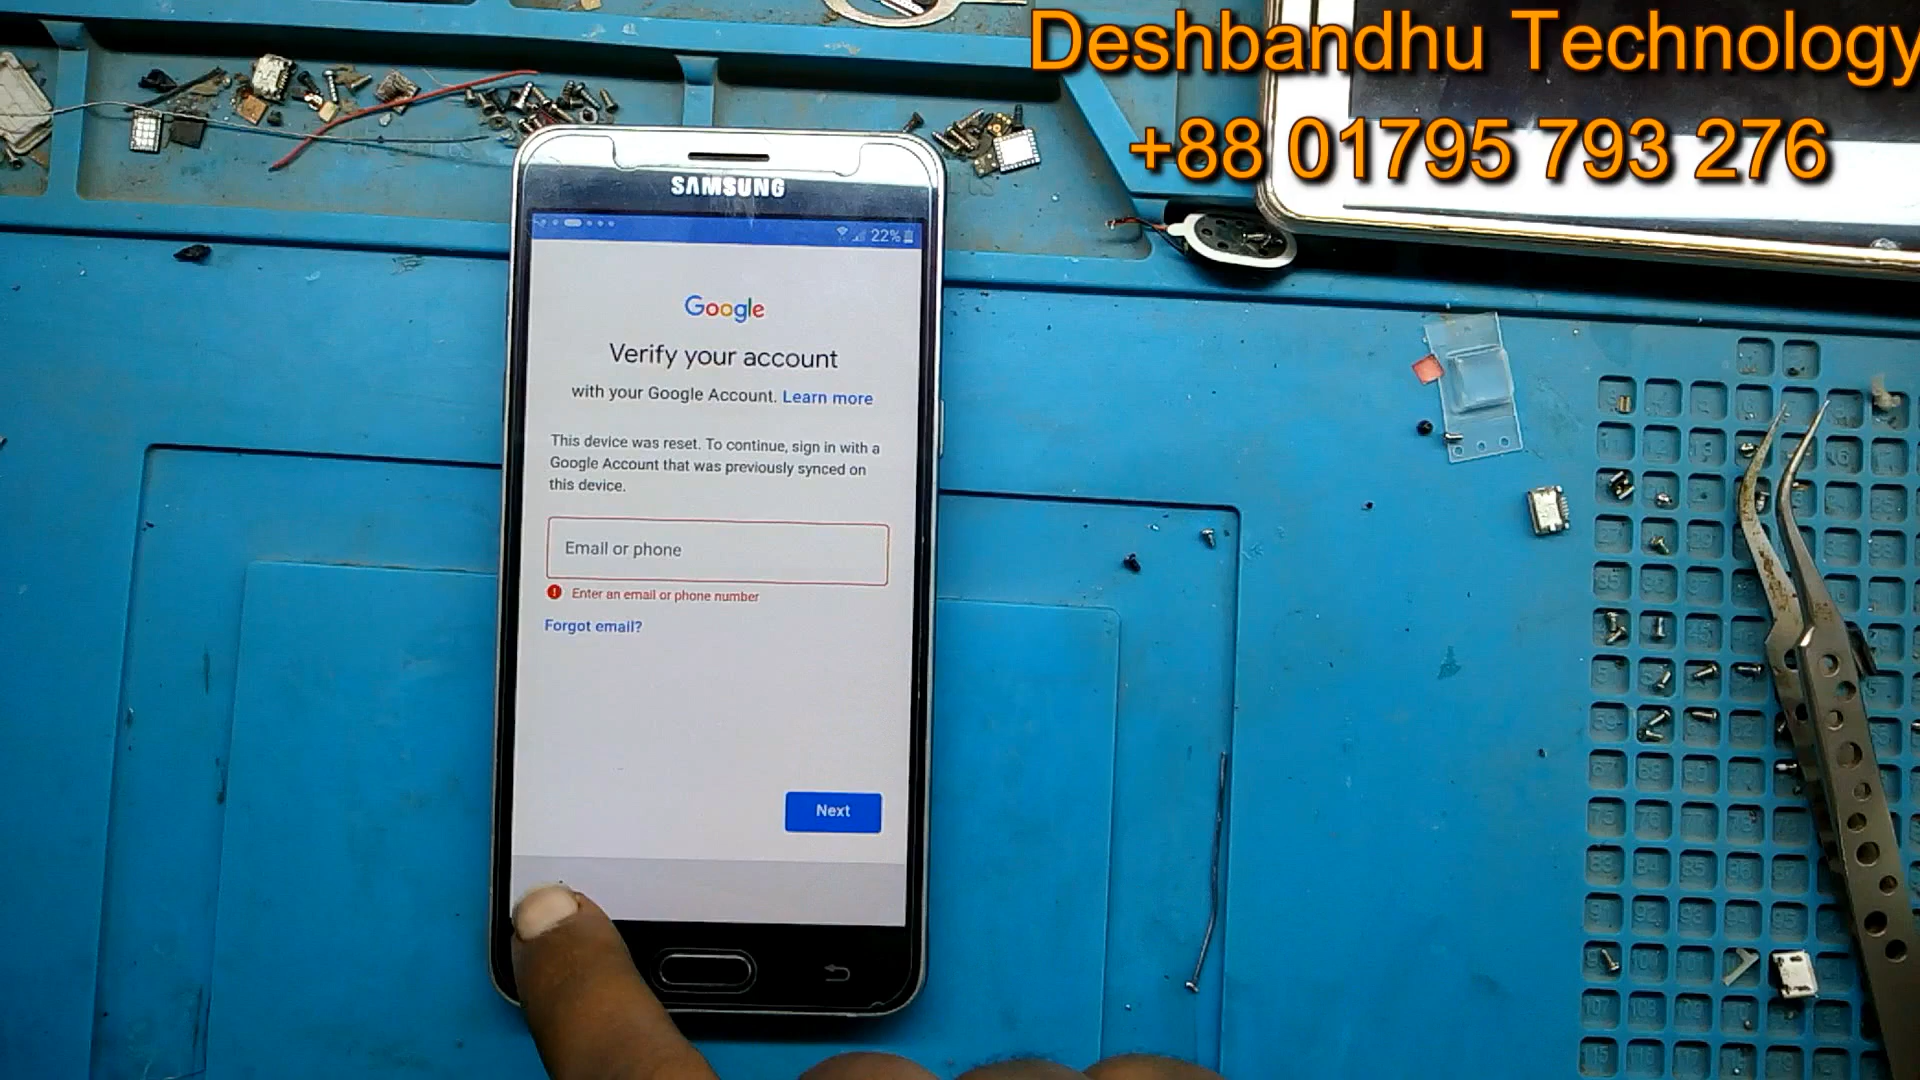 Deshbandhu Technology
+88 01795 793 276
SAMSUNG
22%
Google
Verify your account
with your Google Account. Learn more
This device was reset. To continue, sign in with a
Google Account that was previously synced on
this device.
Email or phone
Enter an email or phone number
Forgot email?
Next